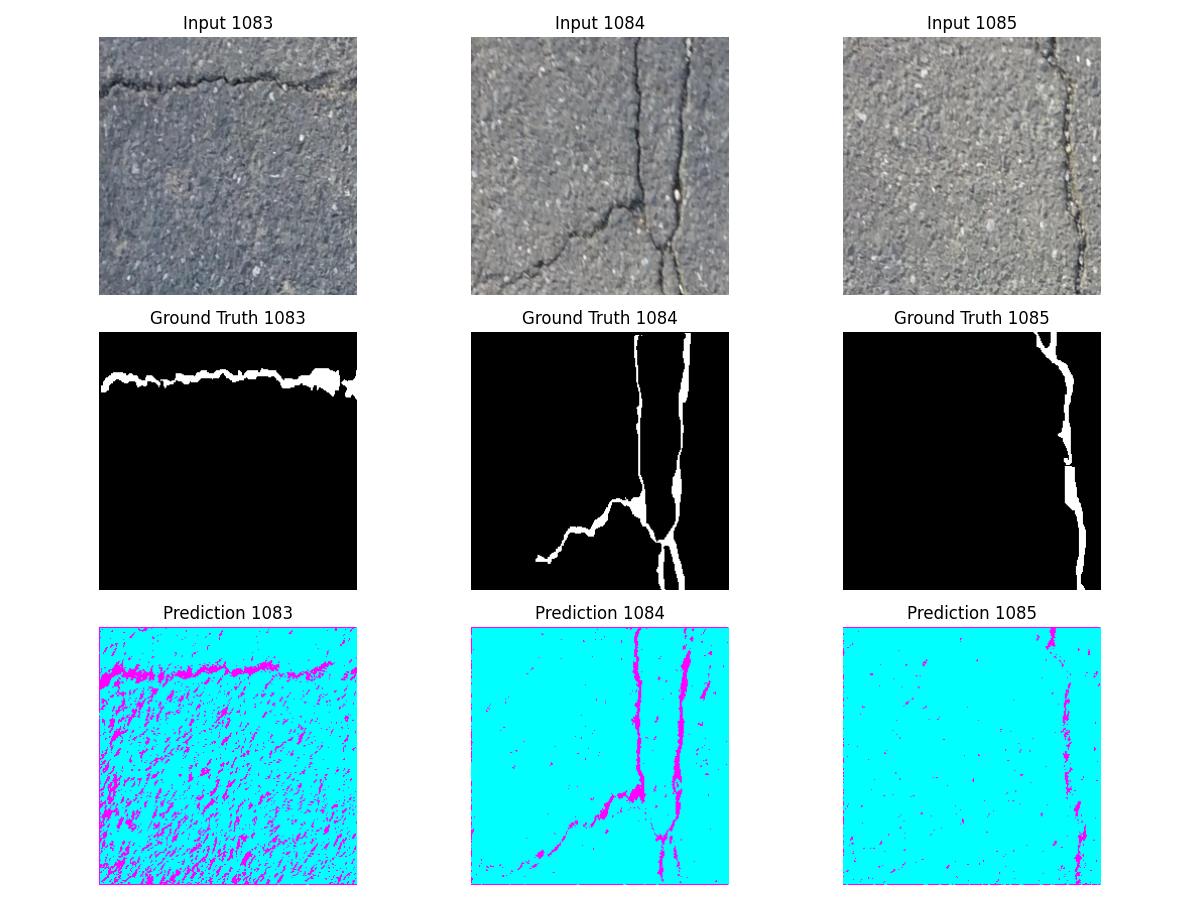 Input 1083
Input 1084
Input 1085
Ground Truth 1083
Ground Truth 1084
Ground Truth 1085
Prediction 1083
Prediction 1084
Prediction 1085